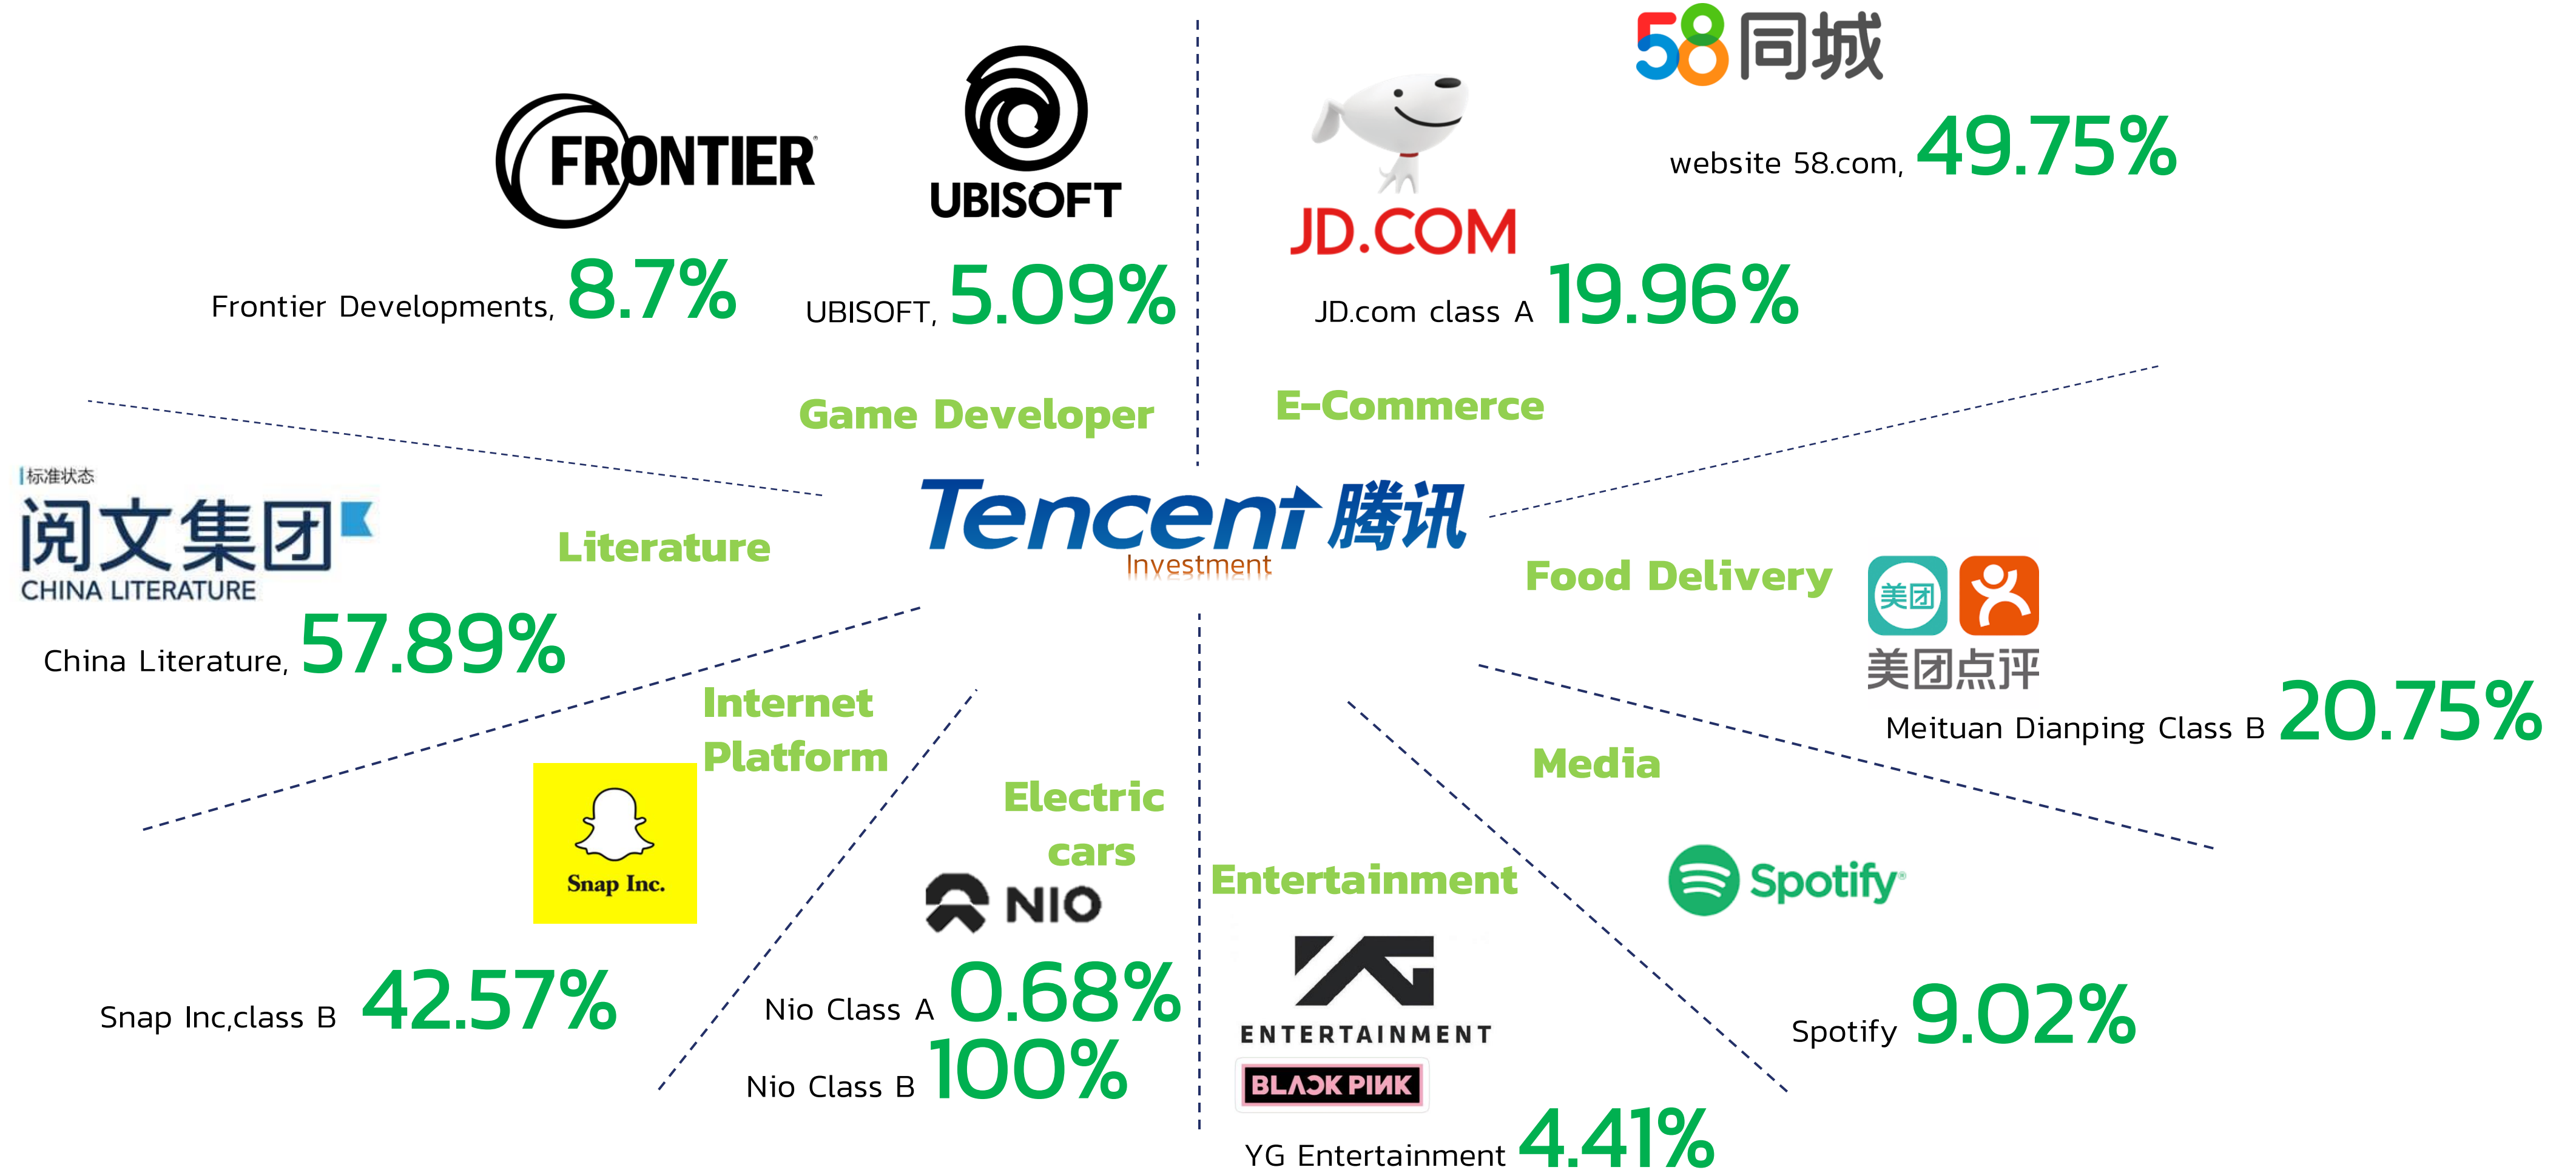 FRONTIER
Frontier Developments, 8.7%
UBISOFT
UBISOFT, 5.09%
Game Developer
58同城
website 58.com, 49.75%
JD.COM
JD.com class A 19.96%
E-Commerce
标准状态
阅文集团
CHINA LITERATURE
China Literature, 57.89%
Literature
Tencent 腾讯
Investment
Food Delivery
美团
美团点评
Meituan Dianping Class B 20.75%
Internet
Platform
Snap Inc.
Snap Inc,class B 42.57%
Electric
cars
NIO
Nio Class A 0.68%
Nio Class B 100%
Entertainment
YG
ENTERTAINMENT
BLACKPINK
YG Entertainment 4.41%
Media
Spotify
Spotify 9.02%